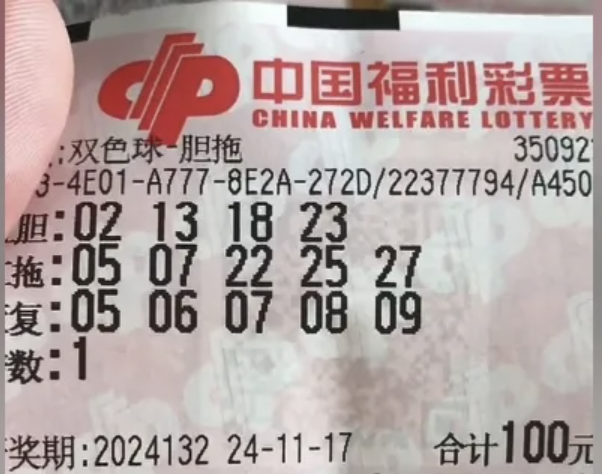 中国福利彩票
CHINA WELFARE LOTTERY
:双色球-胆拖 35092
3-4E01-A777-8E2A-272D/22377794/A450
胆:02 13 18 23
拖:05 07 22 25 27
复:05 06 07 08 09
数:1
奖期:2024132 24-11-17 合计100元